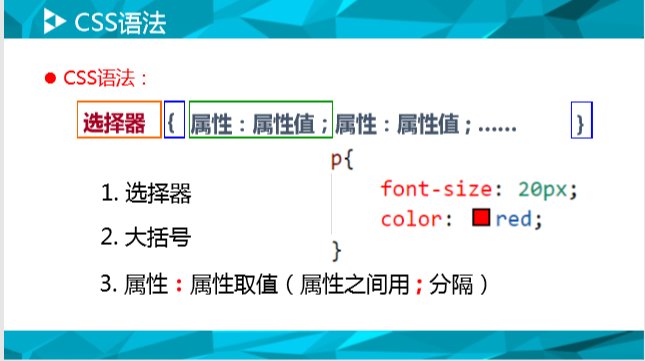 CSS语法
CSS语法：
选择器 { 属性：属性值；属性：属性值；…… }
p{
font-size: 20px;
color: red;
}
1. 选择器
2. 大括号
3. 属性：属性取值（属性之间用；分隔）